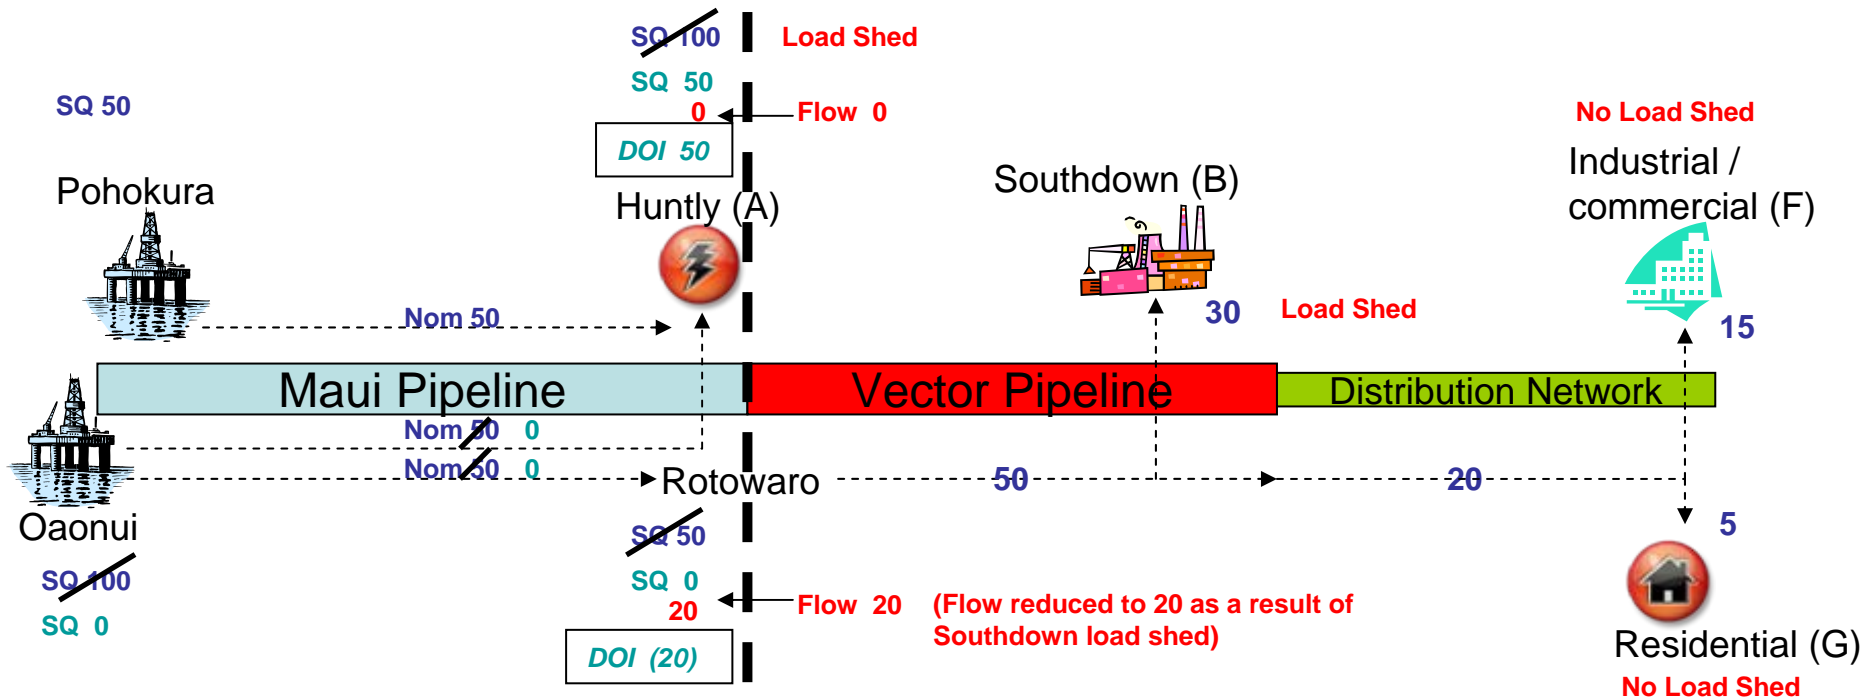 SQ 100 Load Shed
SQ 50
SQ 50
0 Flow 0
No Load Shed
DOI 50
Industrial /
commercial (F)
Pohokura
Southdown (B)
Huntly (A)
Nom 50
30 Load Shed
15
Maui Pipeline Vector Pipeline Distribution Network
Nom 50 0
Nom 50 0
Rotowaro 50 20
Oaonui
SQ 50
5
SQ 100
SQ 0
SQ 0
20 Flow 20 (Flow reduced to 20 as a result of
Southdown load shed)
DOI (20)
Residential (G)
No Load Shed